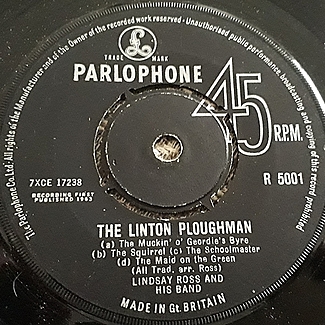 The Parlophone Co.Ltd.All rights of the Manufacturer and of the Owner of the recorded work reserved · Unauthorised public performance, broadcasting and copying of this record prohibited
£
TRADE MARK
PARLOPHONE
45
R.P.M.
7XCE 17238
RECORDING FIRST
PUBLISHED 1963
R 5001
THE LINTON PLOUGHMAN
(a) The Muckin' o' Geordie's Byre
(b) The Squirrel (c) The Schoolmaster
(d) The Maid on the Green
(All Trad. arr. Ross)
LINDSAY ROSS AND
HIS BAND
MADE IN Gt.BRITAIN